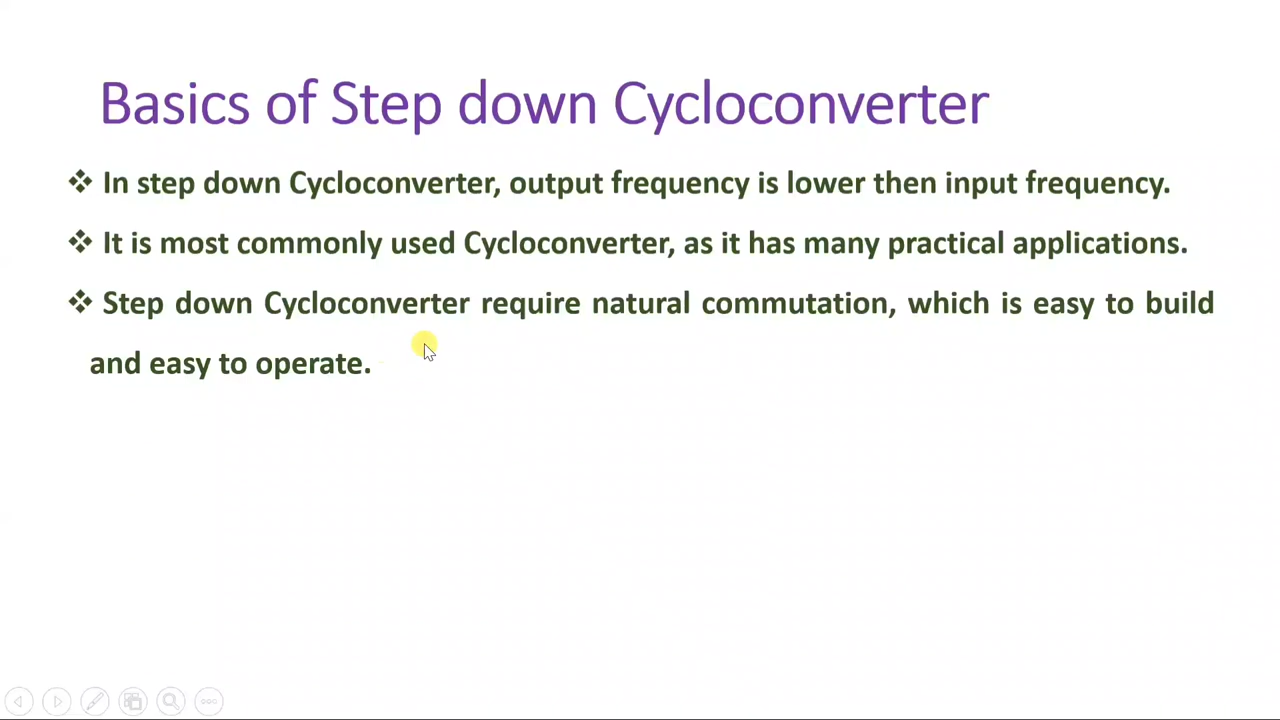 Basics of Step down Cycloconverter
❖ In step down Cycloconverter, output frequency is lower then input frequency.
❖ It is most commonly used Cycloconverter, as it has many practical applications.
❖ Step down Cycloconverter require natural commutation, which is easy to build
and easy to operate.